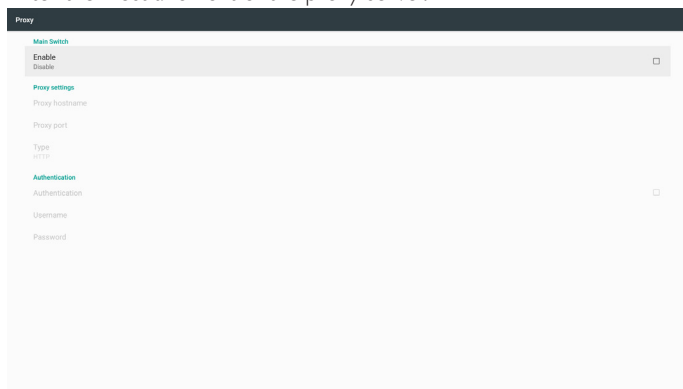 Proxy
Main Switch
Enable
Disable
Proxy settings
Proxy hostname
Proxy port
Type
HTTP
Authentication
Authentication
Username
Password